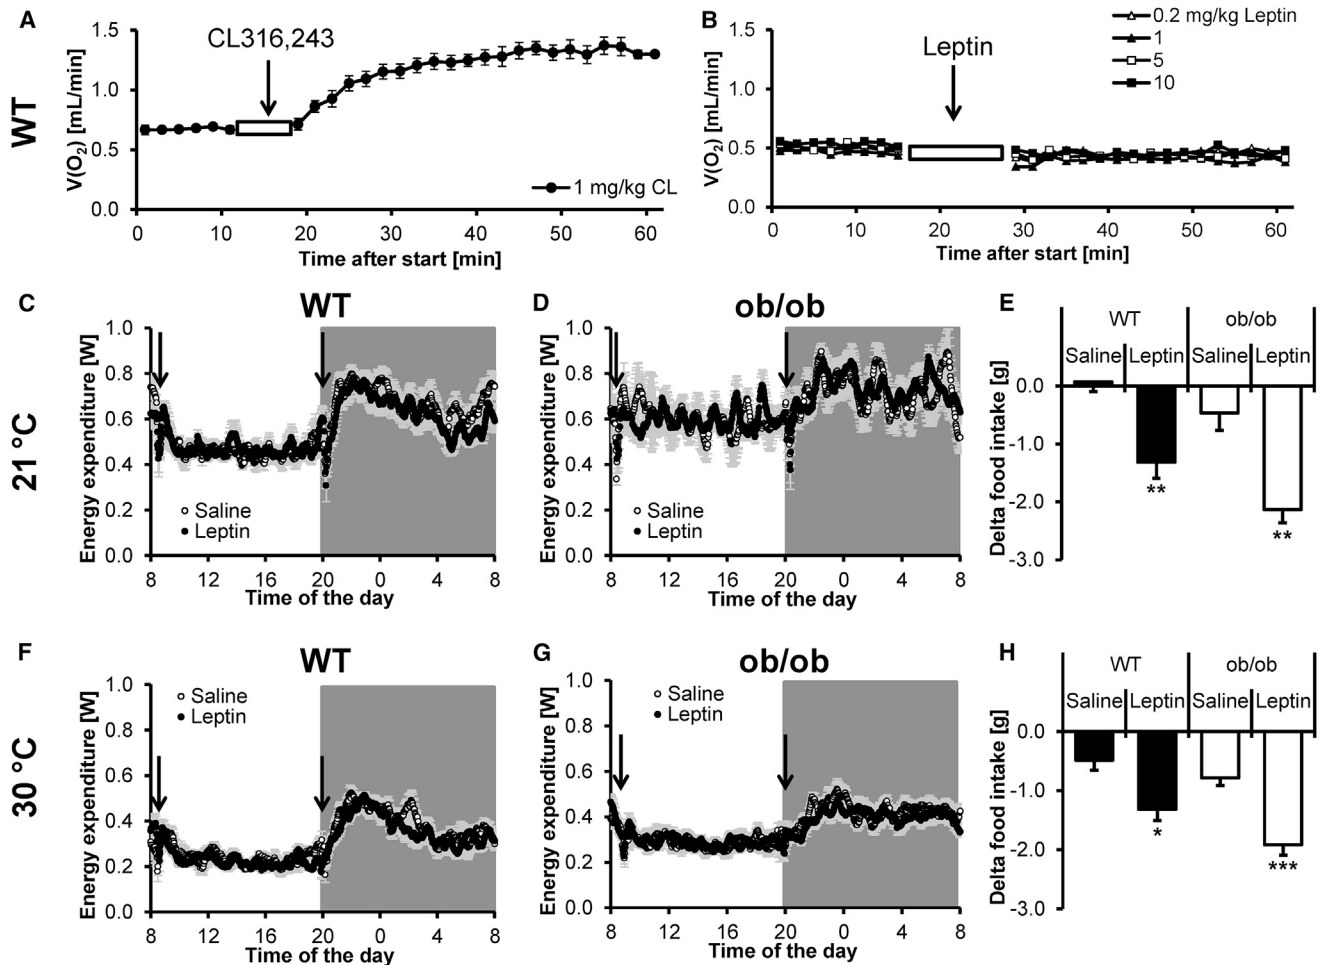 A
CL316,243
1.5
1.0
0.5
0.0
V(O2) [mL/min]
WT
1 mg/kg CL
0 10 20 30 40 50 60
Time after start [min]
B
Leptin
0.2 mg/kg Leptin
1
5
10
1.5
1.0
0.5
0.0
V(O2) [mL/min]
0 10 20 30 40 50 60
Time after start [min]
C
WT
21 °C
Energy expenditure [W]
1.0
0.8
0.6
0.4
0.2
0.0
Saline
Leptin
8 12 16 20 0 4 8
Time of the day
D
ob/ob
Energy expenditure [W]
1.0
0.8
0.6
0.4
0.2
0.0
Saline
Leptin
8 12 16 20 0 4 8
Time of the day
E
WT ob/ob
Saline Leptin Saline Leptin
Delta food intake [g]
0.0
-1.0
-2.0
-3.0
**
**
F
WT
30 °C
Energy expenditure [W]
1.0
0.8
0.6
0.4
0.2
0.0
Saline
Leptin
8 12 16 20 0 4 8
Time of the day
G
ob/ob
Energy expenditure [W]
1.0
0.8
0.6
0.4
0.2
0.0
Saline
Leptin
8 12 16 20 0 4 8
Time of the day
H
WT ob/ob
Saline Leptin Saline Leptin
Delta food intake [g]
0.0
-1.0
-2.0
-3.0
*
***